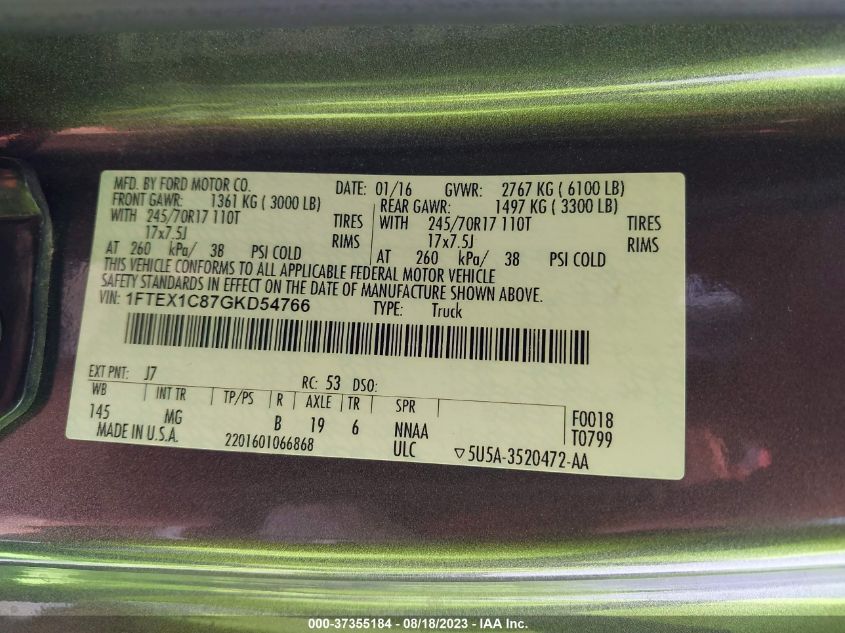 MFD. BY FORD MOTOR CO. DATE: 01/16 GVWR: 2767 KG ( 6100 LB)
FRONT GAWR: 1361 KG ( 3000 LB) REAR GAWR: 1497 KG ( 3300 LB)
WITH 245/70R17 110T TIRES WITH 245/70R17 110T TIRES
17x7.5J RIMS 17x7.5J RIMS
AT 260 kPa/ 38 PSI COLD AT 260 kPa/ 38 PSI COLD
THIS VEHICLE CONFORMS TO ALL APPLICABLE FEDERAL MOTOR VEHICLE
SAFETY STANDARDS IN EFFECT ON THE DATE OF MANUFACTURE SHOWN ABOVE.
VIN: 1FTEX1C87GKD54766 TYPE: Truck
EXT PNT: J7 RC: 53 DSO:
WB INT TR TP/PS R AXLE TR SPR
145 MG B 19 6 NNAA F0018
MADE IN U.S.A. 2201601066868 ULC T0799
▽5U5A-3520472-AA
000-37355184 - 08/18/2023 - IAA Inc.